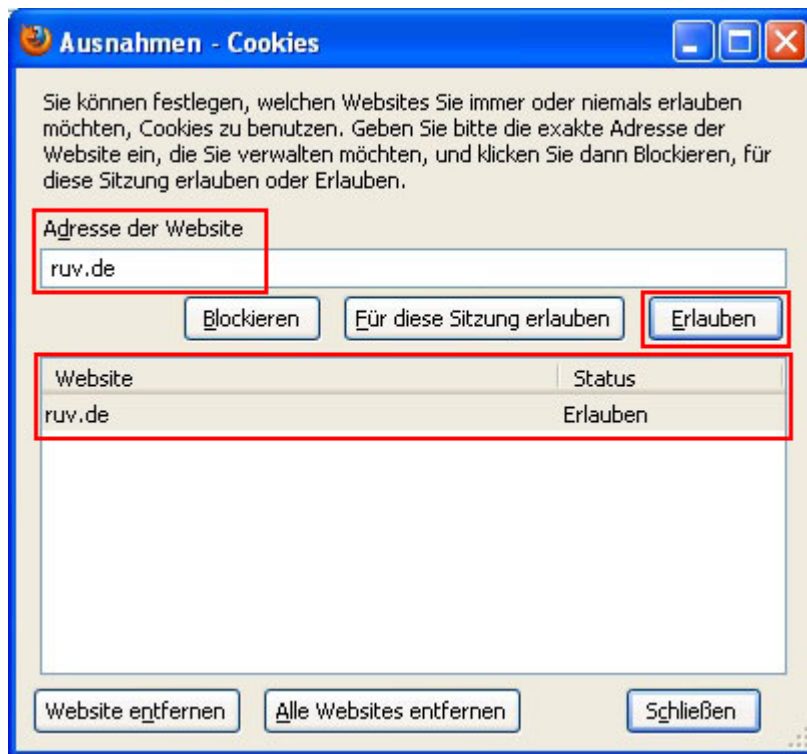 Ausnahmen - Cookies
Sie können festlegen, welchen Websites Sie immer oder niemals erlauben
möchten, Cookies zu benutzen. Geben Sie bitte die exakte Adresse der
Website ein, die Sie verwalten möchten, und klicken Sie dann Blockieren, für
diese Sitzung erlauben oder Erlauben.
Adresse der Website
ruv.de
Blockieren Für diese Sitzung erlauben Erlauben
Website Status
ruv.de Erlauben
Website entfernen Alle Websites entfernen Schließen